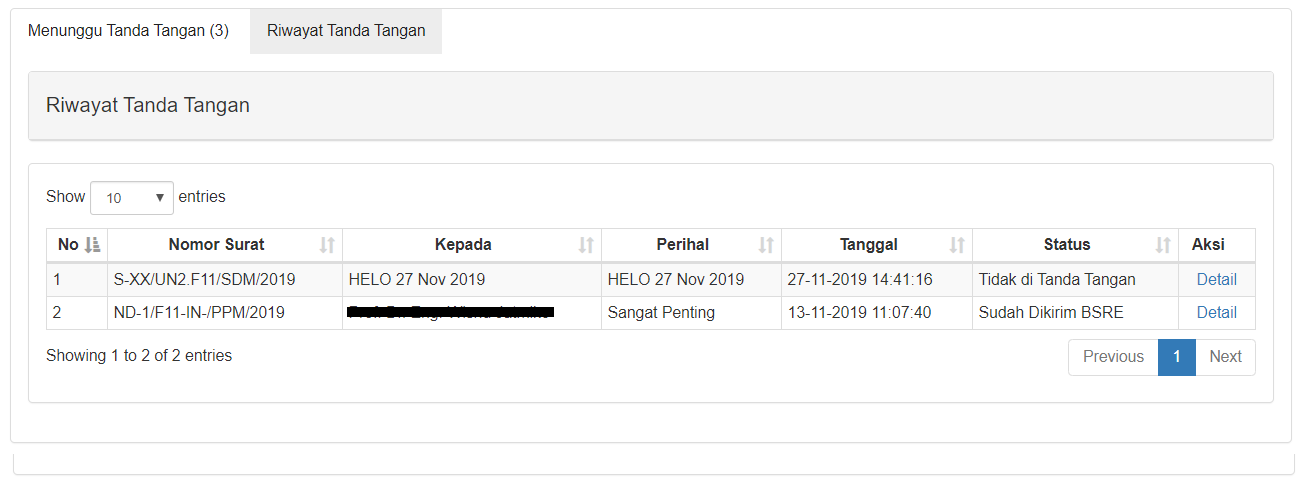 Menunggu Tanda Tangan (3) Riwayat Tanda Tangan
Riwayat Tanda Tangan
Show 10 entries
No Nomor Surat Kepada Perihal Tanggal Status Aksi
1 S-XX/UN2.F11/SDM/2019 HELO 27 Nov 2019 HELO 27 Nov 2019 27-11-2019 14:41:16 Tidak di Tanda Tangan Detail
2 ND-1/F11-IN-/PPM/2019 Sangat Penting 13-11-2019 11:07:40 Sudah Dikirim BSRE Detail
Showing 1 to 2 of 2 entries Previous 1 Next